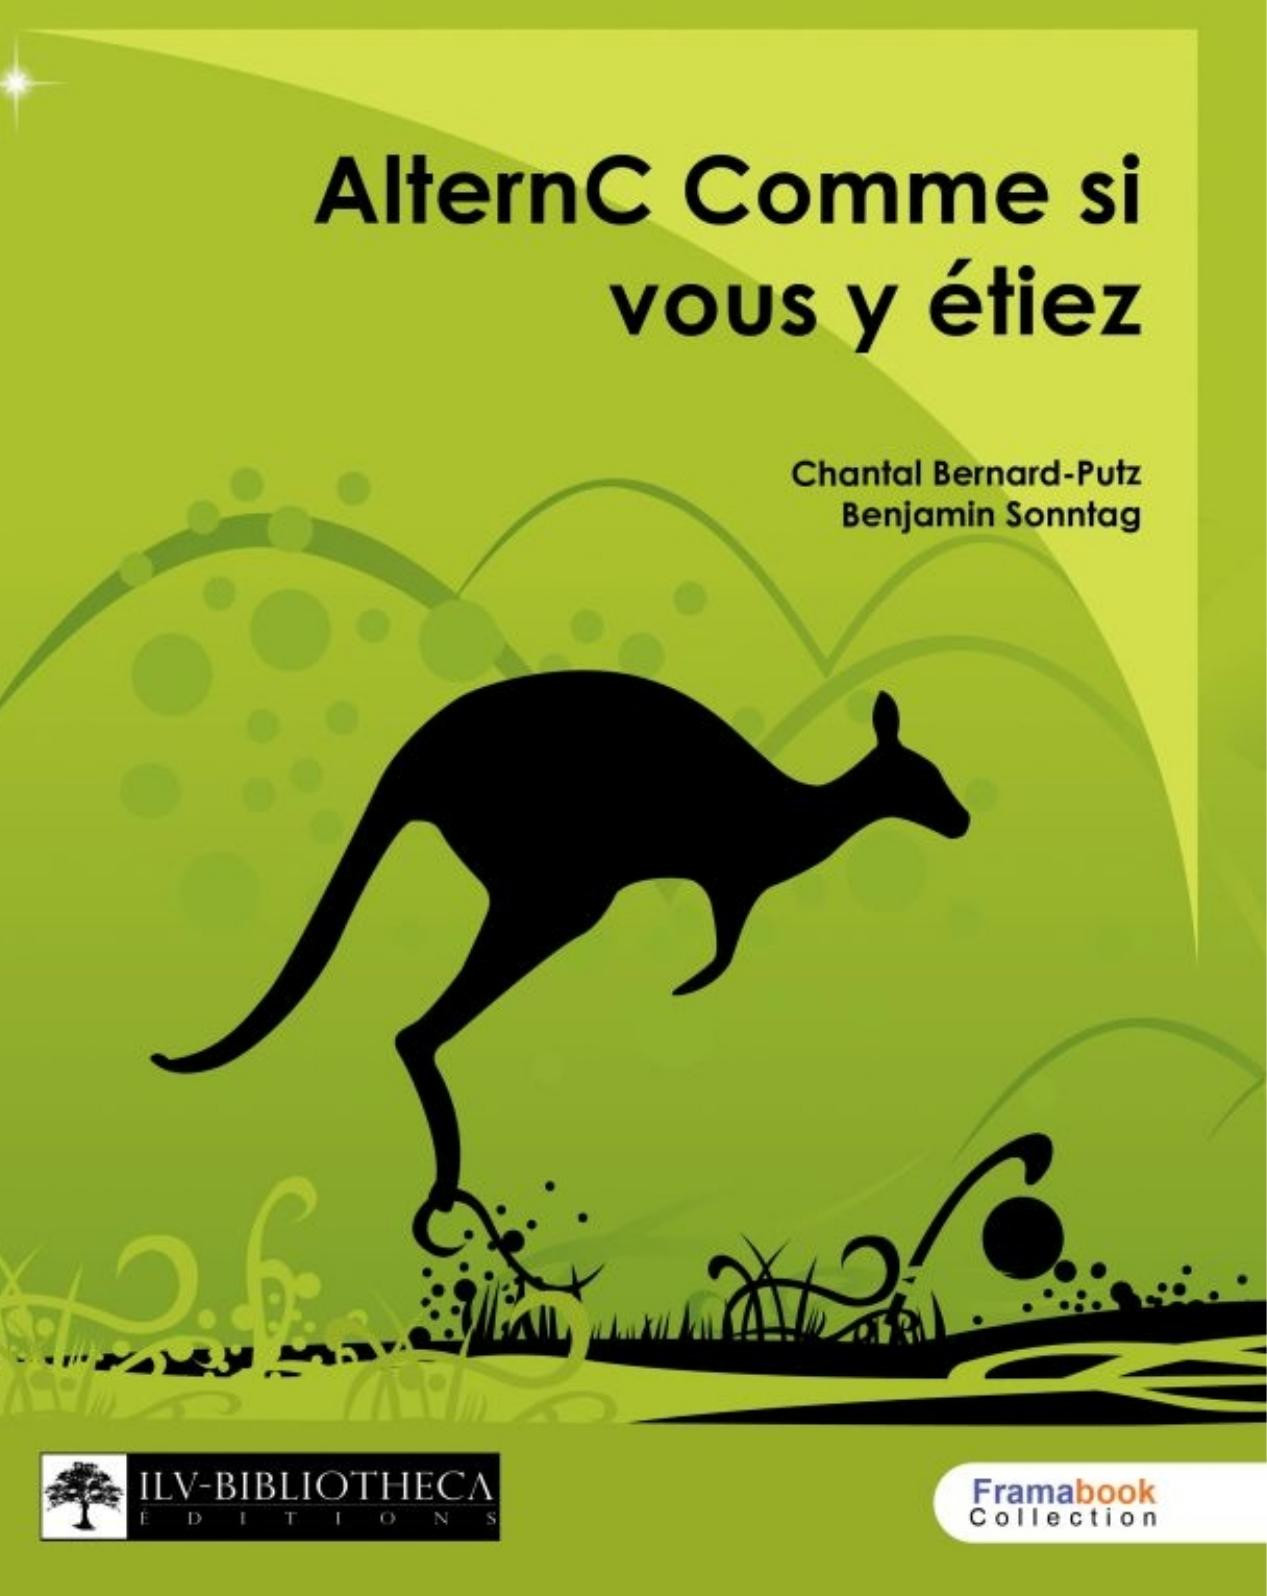 AlternC Comme si
vous y étiez
Chantal Bernard-Putz
Benjamin Sonntag
ILV-BIBLIOTHECA
ÉDITIONS
Framabook
Collection